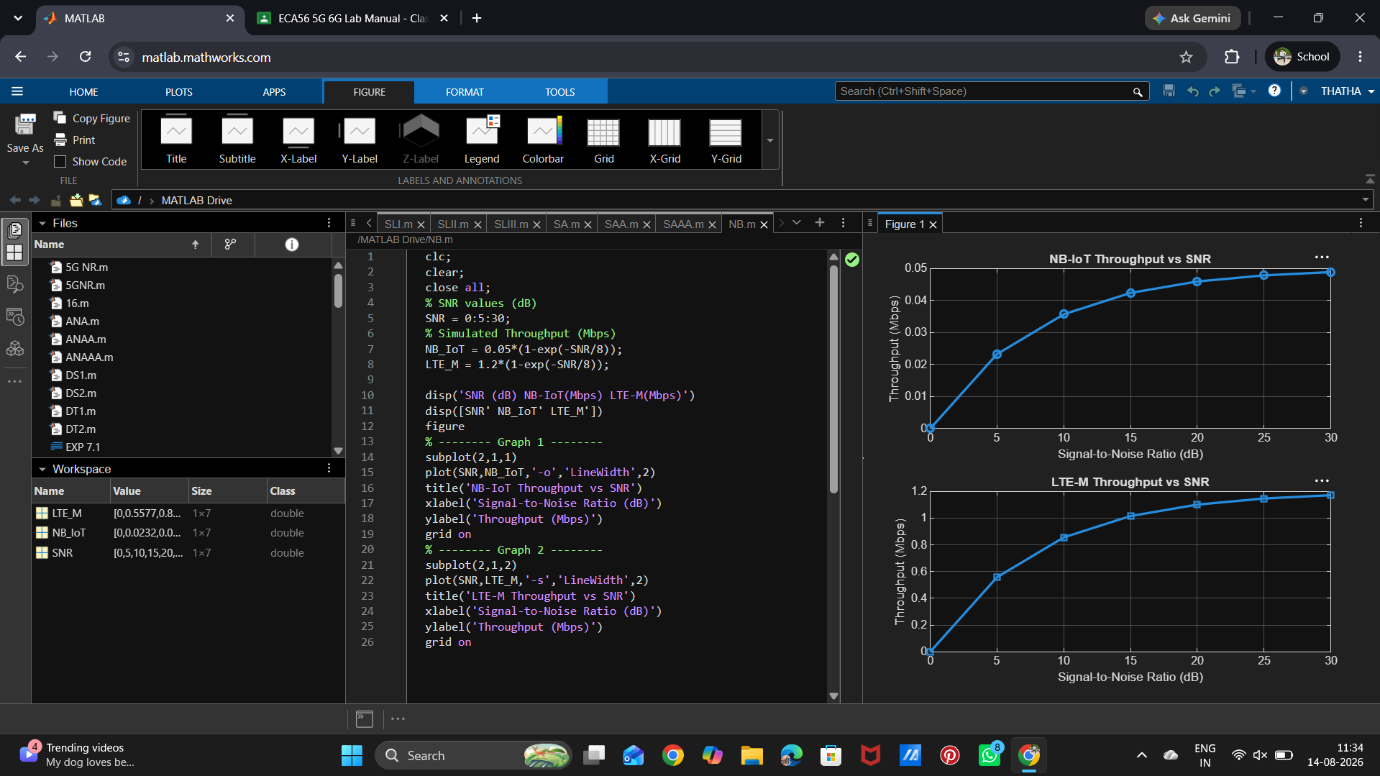 MATLAB
ECA56 5G 6G Lab Manual - Clas
Ask Gemini
matlab.mathworks.com
School
HOME PLOTS APPS FIGURE FORMAT TOOLS
Search (Ctrl+Shift+Space)
THATHA
Save As
Copy Figure
Print
Show Code
FILE
Title Subtitle X-Label Y-Label Z-Label Legend Colorbar Grid X-Grid Y-Grid
LABELS AND ANNOTATIONS
/ › MATLAB Drive
Files
Name
5G NR.m
5GNR.m
16.m
ANA.m
ANAA.m
ANAAA.m
DS1.m
DS2.m
DT1.m
DT2.m
EXP 7.1
Workspace
Name Value Size Class
LTE_M [0,0.5577,0.8... 1×7 double
NB_IoT [0,0.0232,0.0... 1×7 double
SNR [0,5,10,15,20,... 1×7 double
SLI.m SLII.m SLIII.m SA.m SAA.m SAAA.m NB.m
/MATLAB Drive/NB.m
1 clc;
2 clear;
3 close all;
4 % SNR values (dB)
5 SNR = 0:5:30;
6 % Simulated Throughput (Mbps)
7 NB_IoT = 0.05*(1-exp(-SNR/8));
8 LTE_M = 1.2*(1-exp(-SNR/8));
9
10 disp('SNR (dB) NB-IoT(Mbps) LTE-M(Mbps)')
11 disp([SNR' NB_IoT' LTE_M'])
12 figure
13 % -------- Graph 1 --------
14 subplot(2,1,1)
15 plot(SNR,NB_IoT,'-o','LineWidth',2)
16 title('NB-IoT Throughput vs SNR')
17 xlabel('Signal-to-Noise Ratio (dB)')
18 ylabel('Throughput (Mbps)')
19 grid on
20 % -------- Graph 2 --------
21 subplot(2,1,2)
22 plot(SNR,LTE_M,'-s','LineWidth',2)
23 title('LTE-M Throughput vs SNR')
24 xlabel('Signal-to-Noise Ratio (dB)')
25 ylabel('Throughput (Mbps)')
26 grid on
Figure 1
NB-IoT Throughput vs SNR
Throughput (Mbps)
0.05
0.04
0.03
0.02
0.01
0
0 5 10 15 20 25 30
Signal-to-Noise Ratio (dB)
LTE-M Throughput vs SNR
Throughput (Mbps)
1.2
1
0.8
0.6
0.4
0.2
0
0 5 10 15 20 25 30
Signal-to-Noise Ratio (dB)
4
Trending videos
My dog loves be...
Search
8
ENG
IN
11:34
14-08-2026